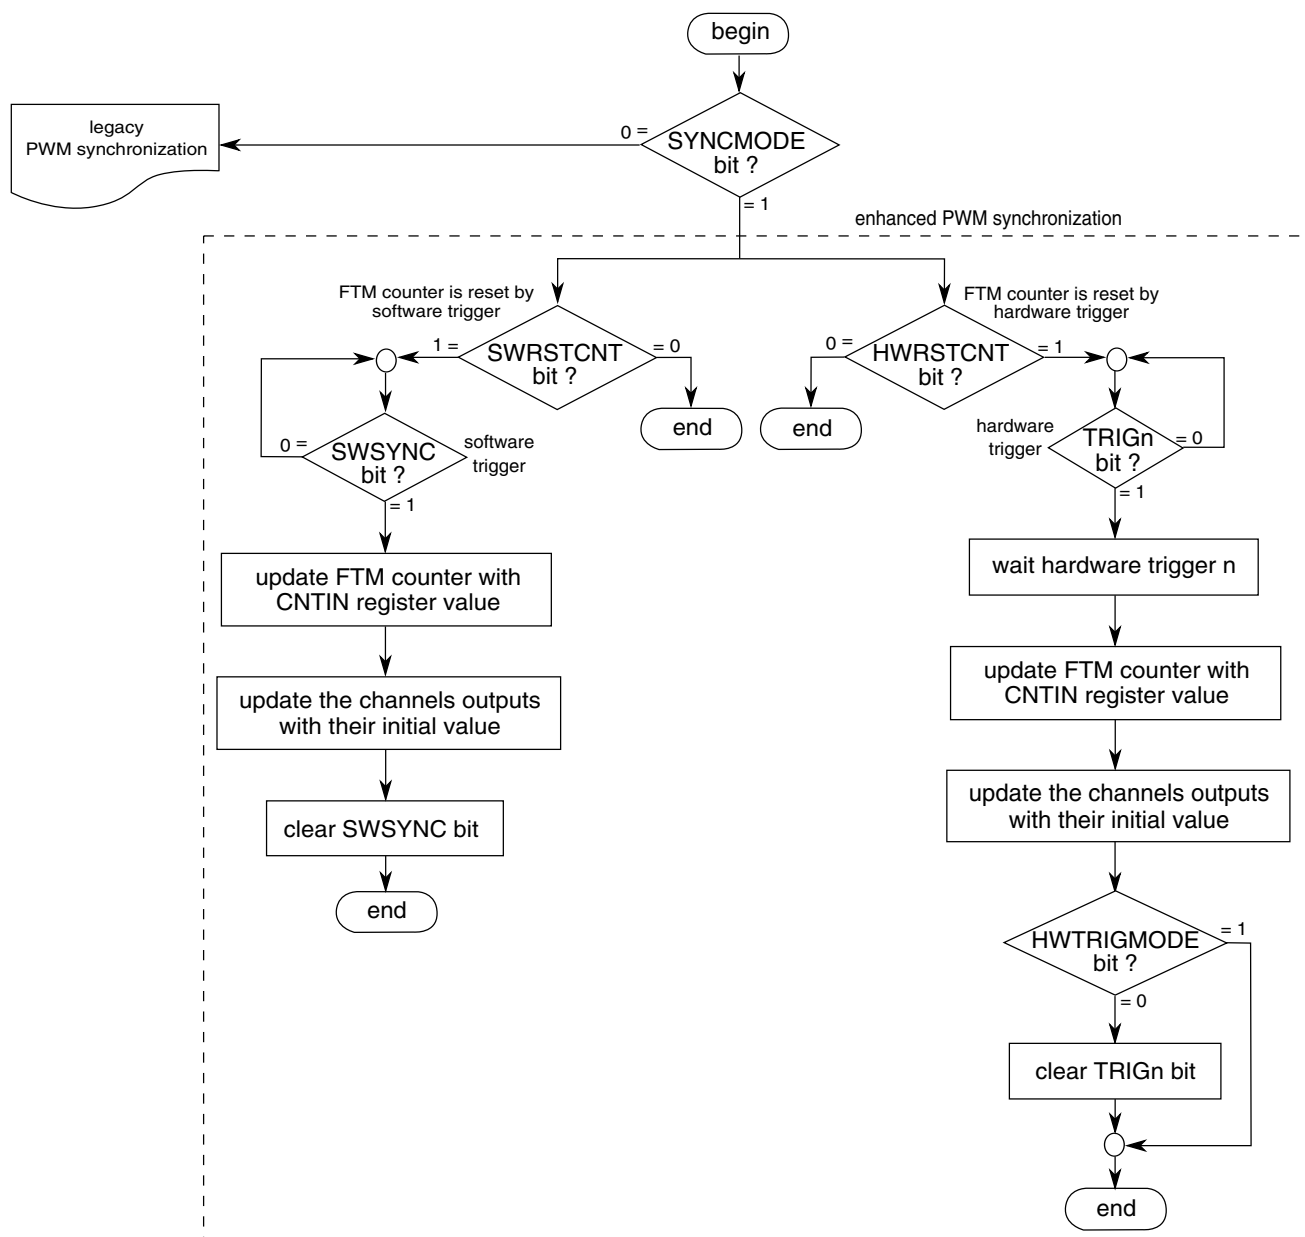 begin
legacy
PWM synchronization
0 =
SYNCMODE
bit ?
= 1
enhanced PWM synchronization
FTM counter is reset by
software trigger
1 =
SWRSTCNT
bit ?
= 0
end
FTM counter is reset by
hardware trigger
0 =
HWRSTCNT
bit ?
= 1
end
0 =
SWSYNC
bit ?
software
trigger
= 1
hardware
trigger
TRIGn
bit ?
= 0
= 1
update FTM counter with
CNTIN register value
update the channels outputs
with their initial value
clear SWSYNC bit
end
wait hardware trigger n
update FTM counter with
CNTIN register value
update the channels outputs
with their initial value
HWTRIGMODE
bit ?
= 1
= 0
clear TRIGn bit
end